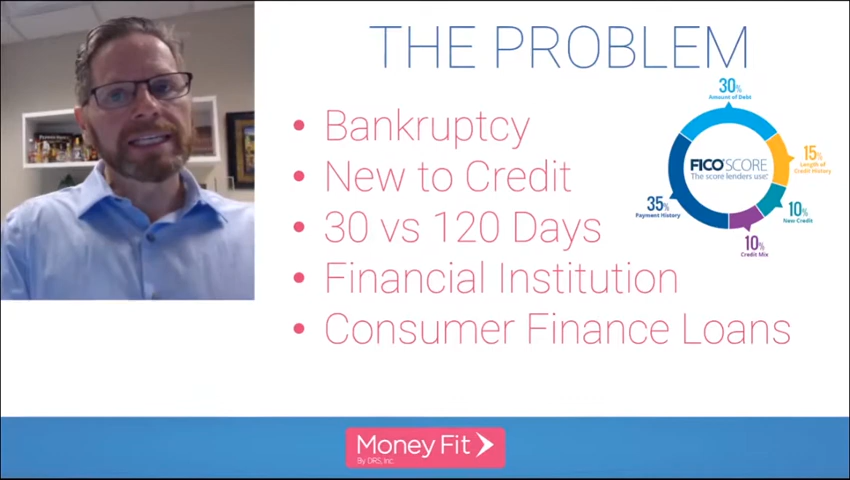 THE PROBLEM
• Bankruptcy
• New to Credit
• 30 vs 120 Days
• Financial Institution
• Consumer Finance Loans
30%
Amount of Debt
15%
Length of
Credit History
10%
New Credit
10%
Credit Mix
35%
Payment History
FICO® SCORE
The score lenders use.
Money Fit
By DRS, Inc.